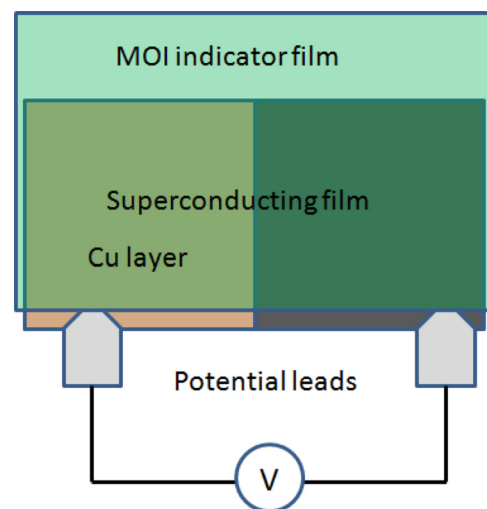 MOI indicator film
Superconducting film
Cu layer
Potential leads
V